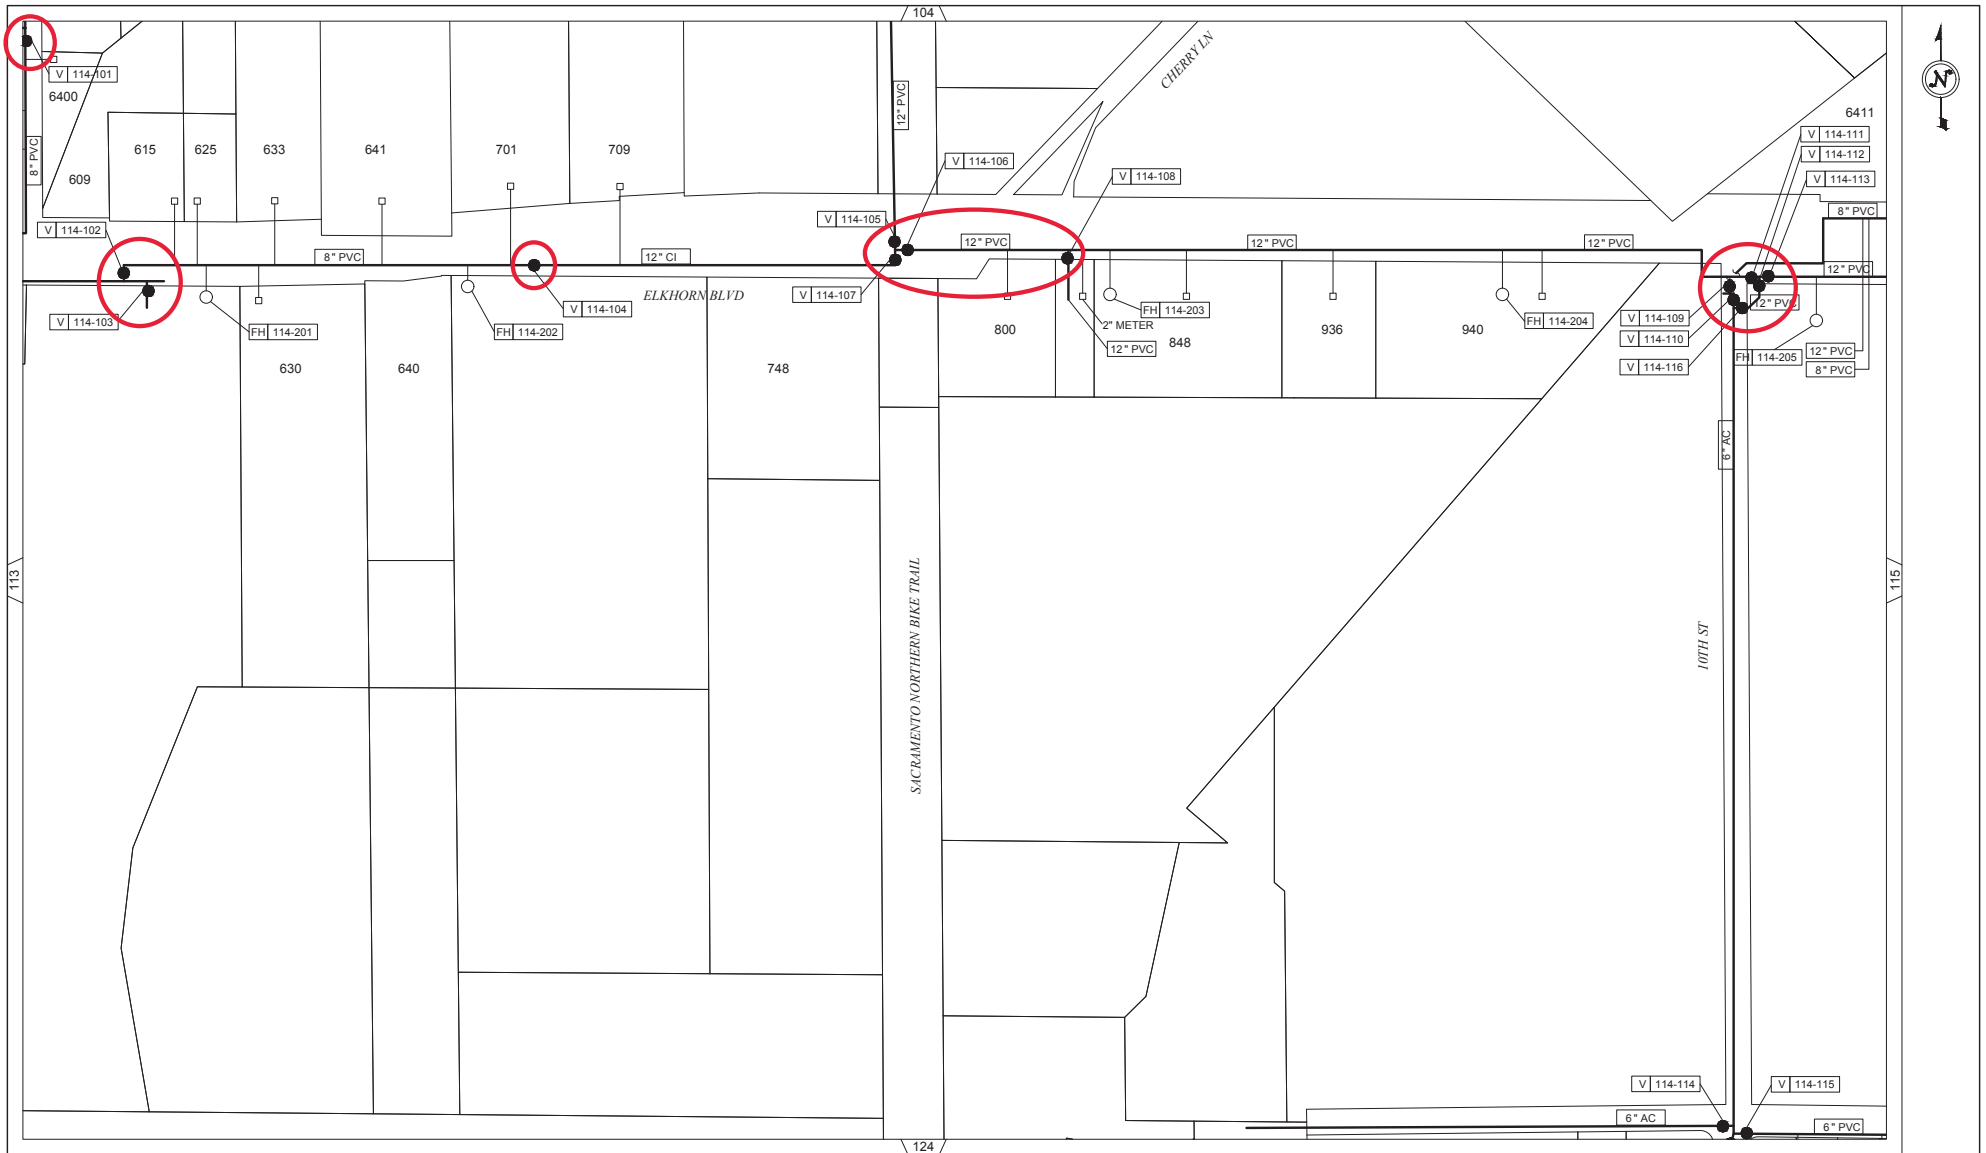 104
N
V 114-101
6400
8" PVC
12" PVC
CHERRY LN
6411
V 114-111
V 114-112
V 114-113
615
625
633
641
701
709
609
V 114-106
V 114-108
8" PVC
V 114-102
V 114-105
8" PVC
12" CI
12" PVC
12" PVC
12" PVC
12" PVC
ELKHORN BLVD
V 114-107
V 114-104
V 114-103
FH 114-201
FH 114-202
FH 114-203
FH 114-204
2" METER
12" PVC
12" PVC
V 114-109
V 114-110
V 114-116
FH 114-205
12" PVC
8" PVC
630
640
748
800
848
936
940
6" AC
113
115
SACRAMENTO NORTHERN BIKE TRAIL
10TH ST
V 114-114
V 114-115
6" AC
6" PVC
124